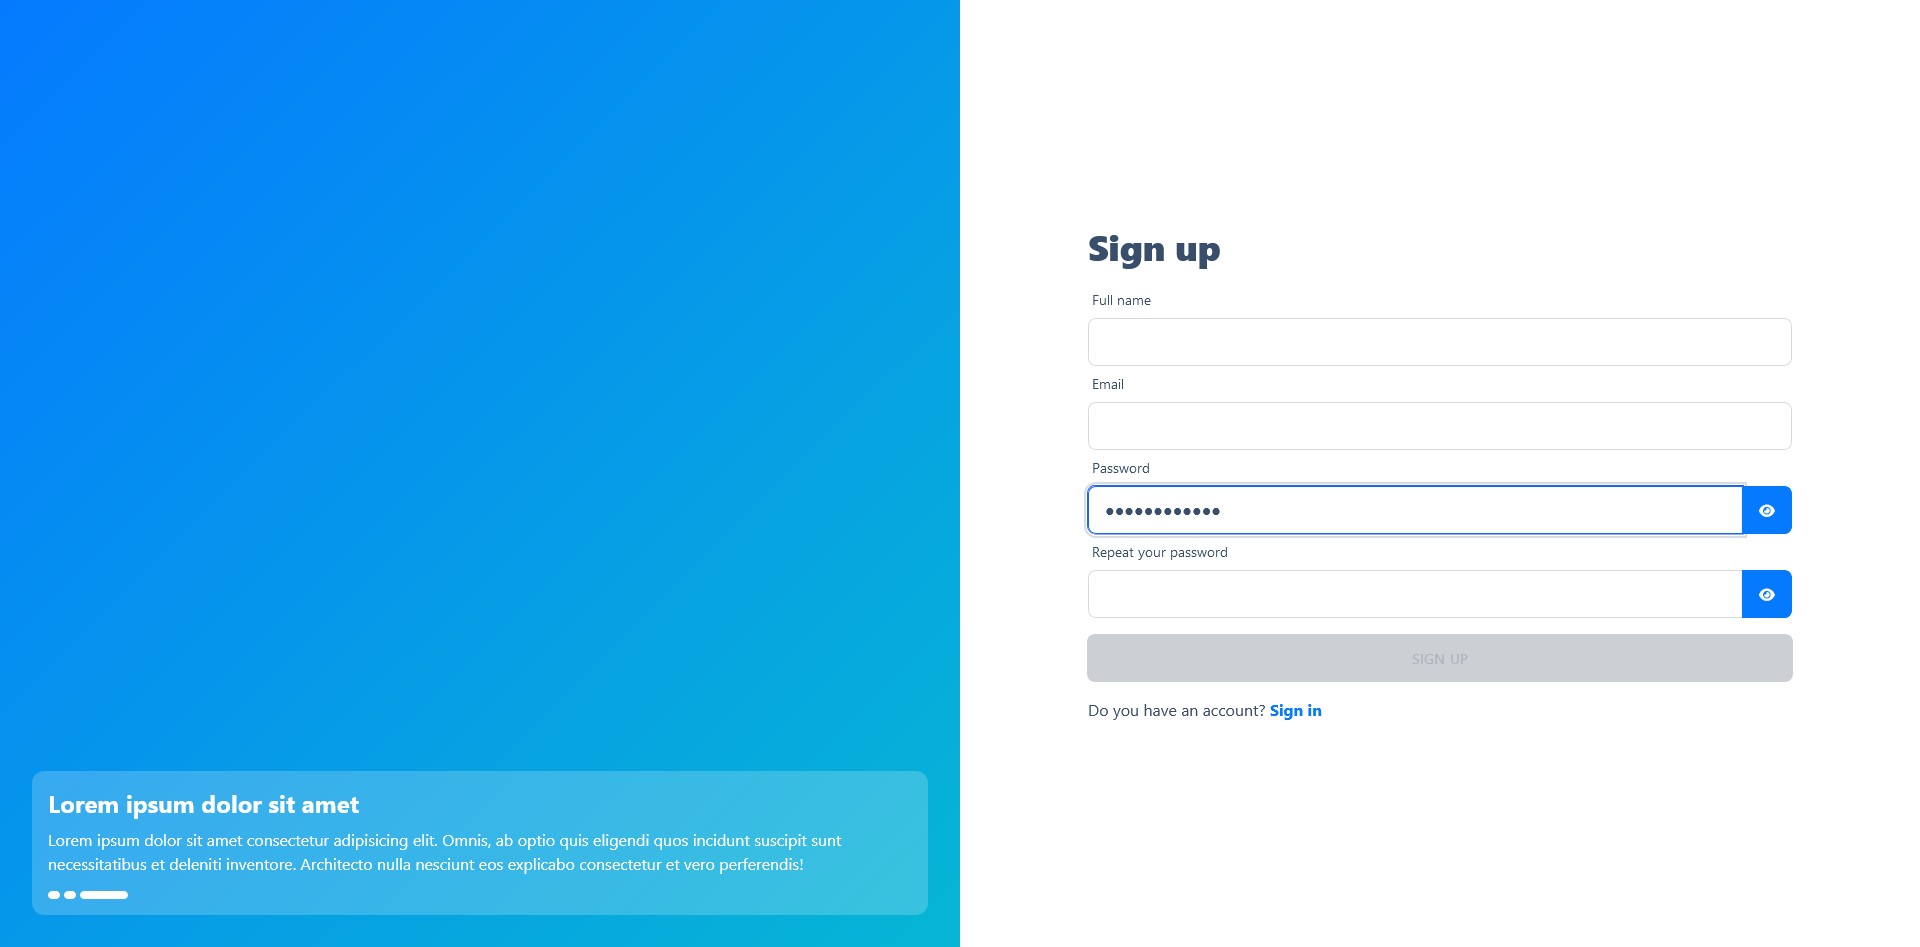 Sign up
Full name
Email
Password
••••••••••••
Repeat your password
SIGN UP
Do you have an account? Sign in
Lorem ipsum dolor sit amet
Lorem ipsum dolor sit amet consectetur adipisicing elit. Omnis, ab optio quis eligendi quos incidunt suscipit sunt
necessitatibus et deleniti inventore. Architecto nulla nesciunt eos explicabo consectetur et vero perferendis!